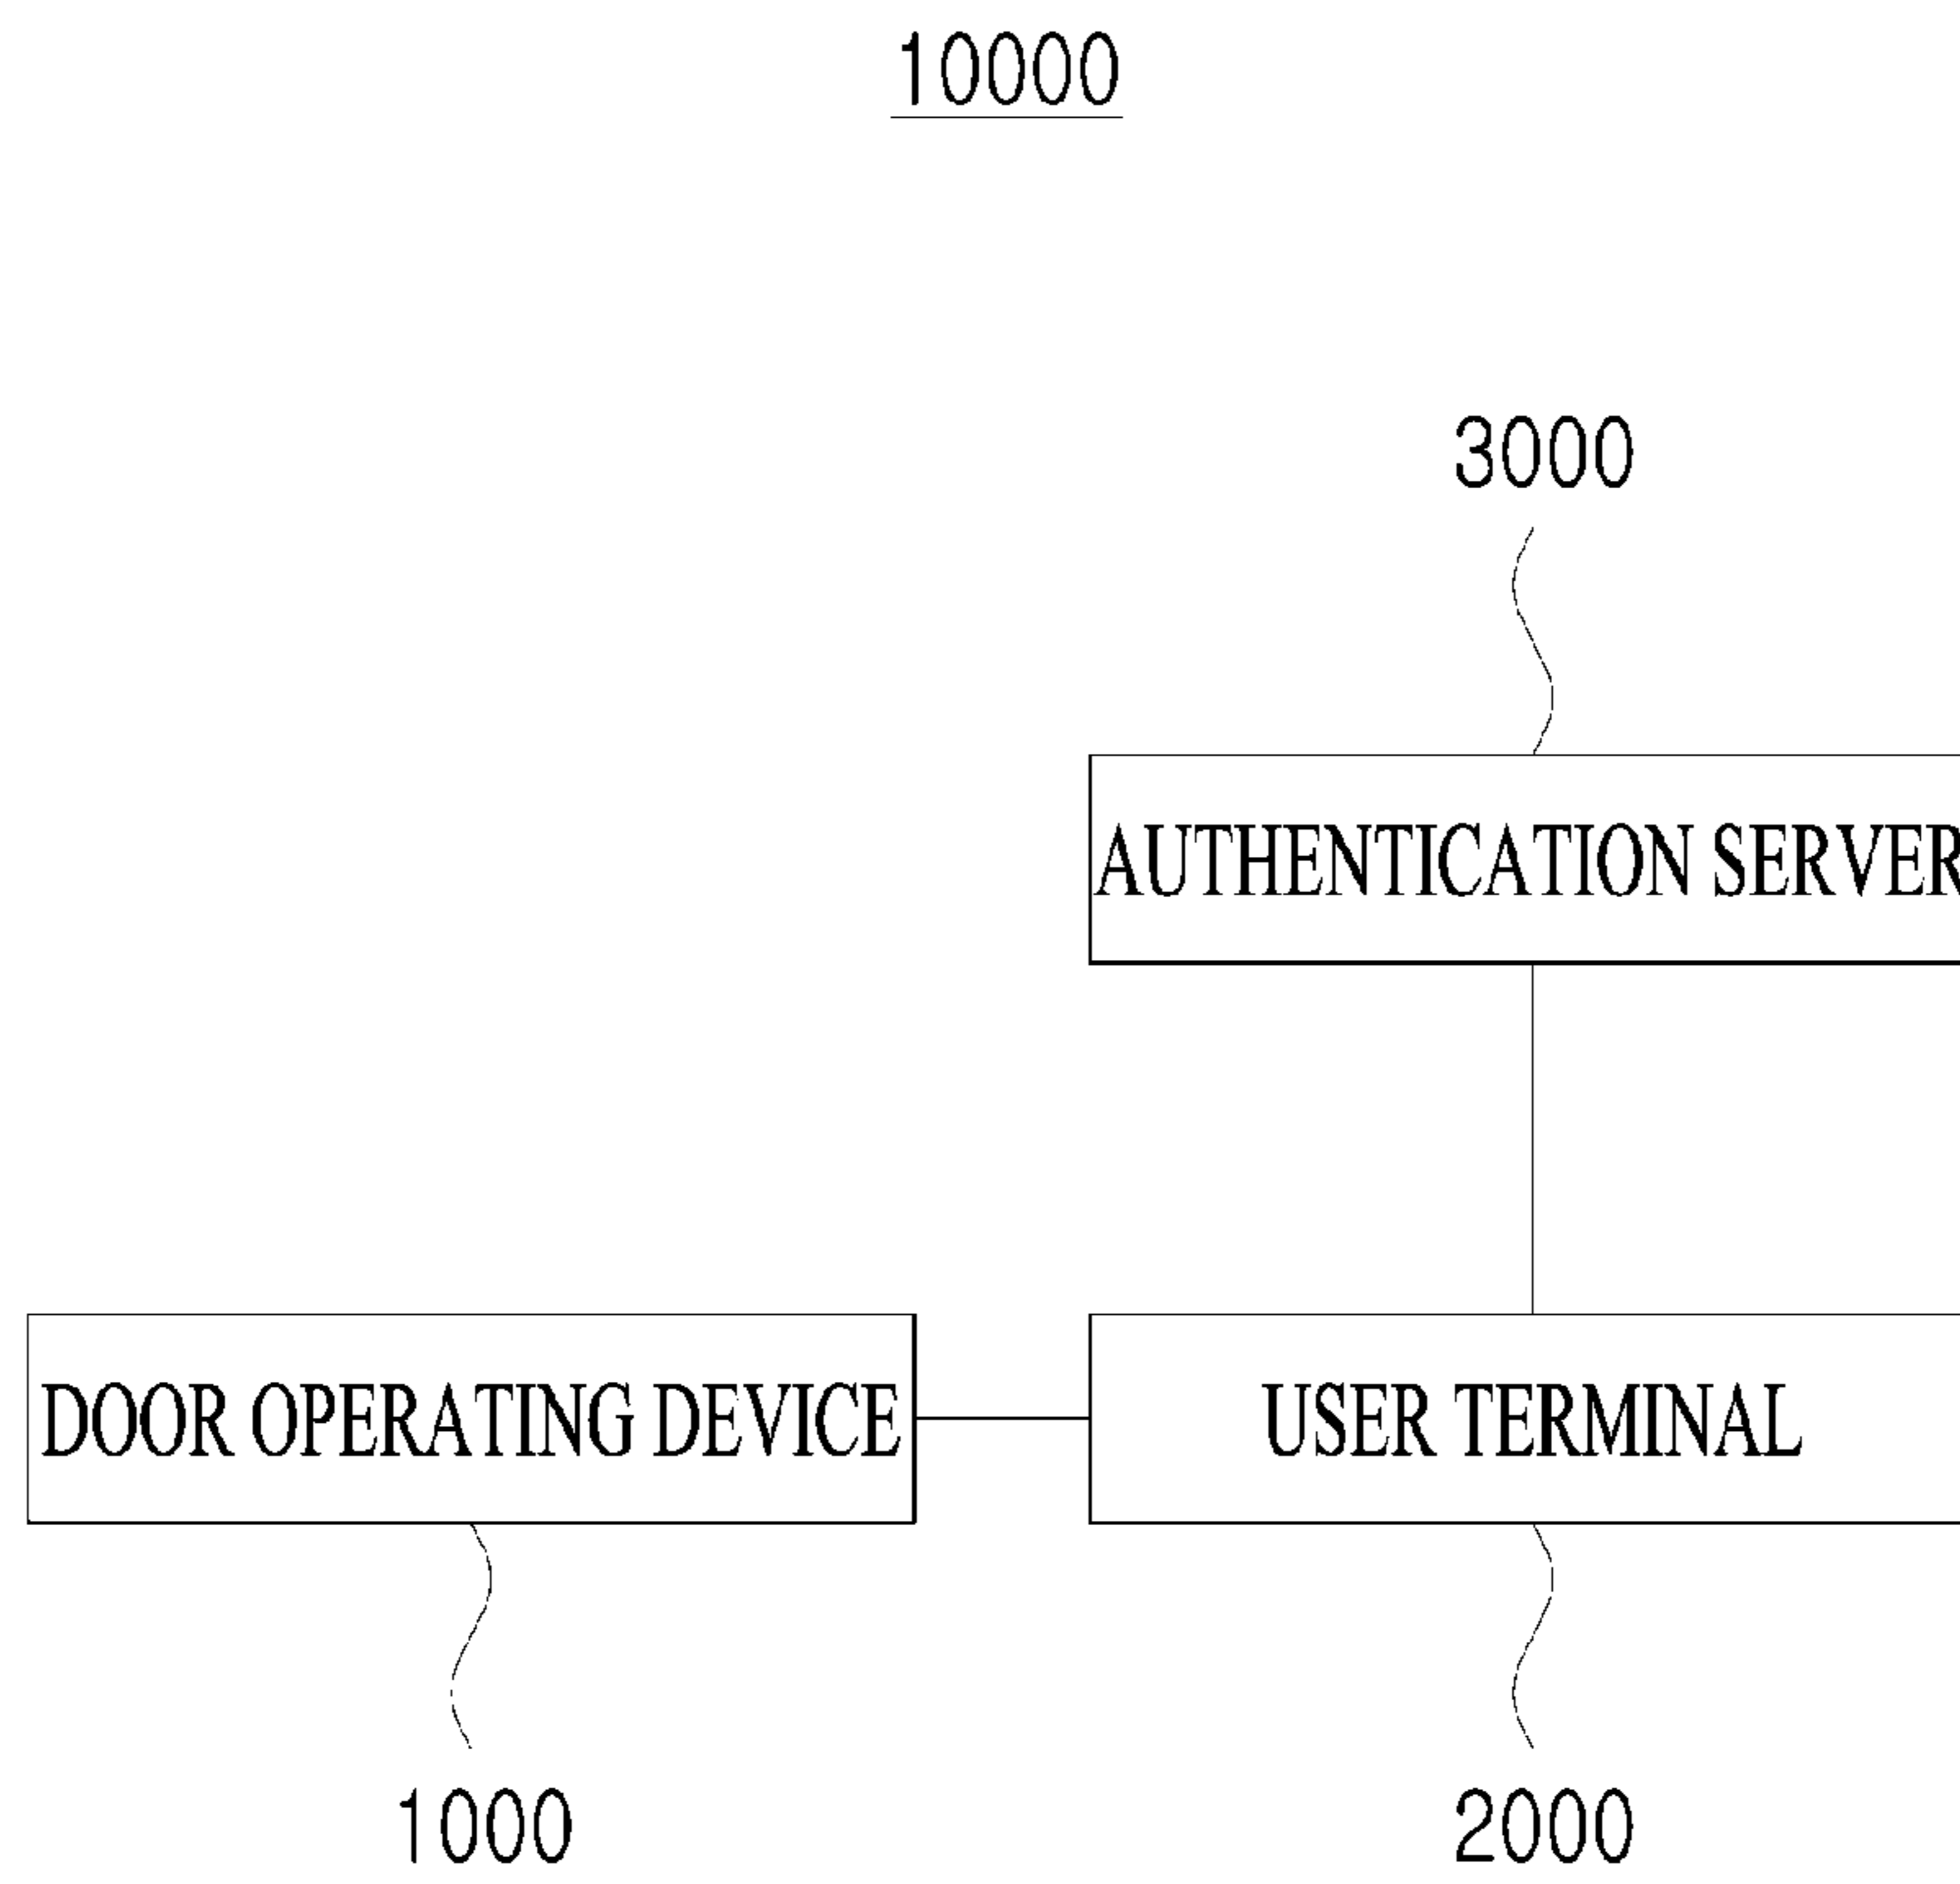 10000
3000
AUTHENTICATION SERVER
DOOR OPERATING DEVICE
USER TERMINAL
1000
2000